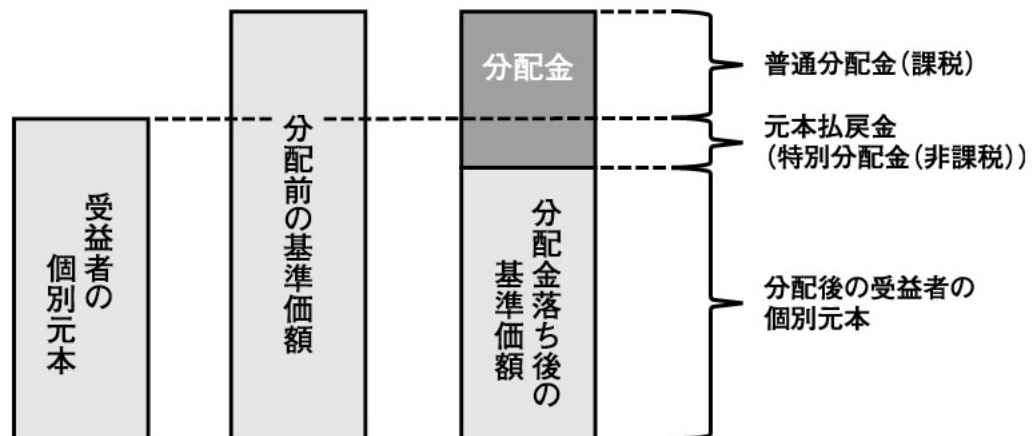 受益者の
個別元本
分配前の基準価額
分配金
分配金落ち後の
基準価額
普通分配金(課税)
元本払戻金
(特別分配金(非課税))
分配後の受益者の
個別元本